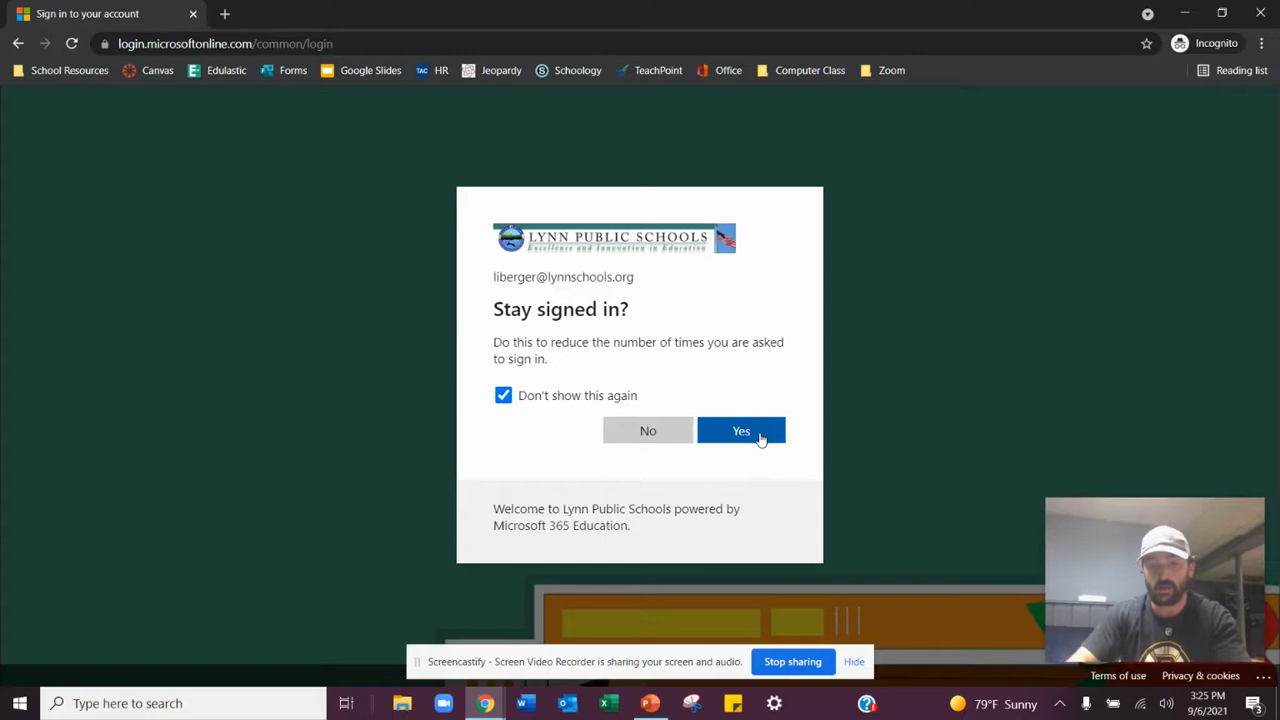 Sign in to your account
login.microsoftonline.com/common/login
Incognito
School Resources
Canvas
Edulastic
Forms
Google Slides
TAC HR
Jeopardy
Schoology
TeachPoint
Office
Computer Class
Zoom
Reading list
LYNN PUBLIC SCHOOLS
Excellence and Innovation in Education
liberger@lynnschools.org
Stay signed in?
Do this to reduce the number of times you are asked
to sign in.
Don't show this again
No
Yes
Welcome to Lynn Public Schools powered by
Microsoft 365 Education.
Screencastify - Screen Video Recorder is sharing your screen and audio.
Stop sharing
Hide
Terms of use
Privacy & cookies
...
Type here to search
79°F Sunny
3:25 PM
9/6/2021
3